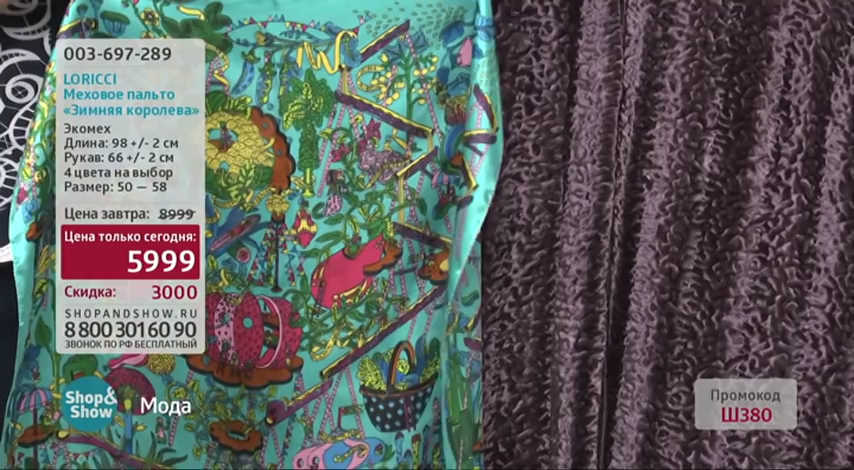 003-697-289
LORICCI
Меховое пальто
«Зимняя королева»
Экомех
Длина: 98 +/- 2 см
Рукав: 66 +/- 2 см
4 цвета на выбор
Размер: 50 — 58
Цена завтра: 8999
Цена только сегодня:
5999
Скидка: 3000
SHOPANDSHOW.RU
8 800 301 60 90
ЗВОНОК ПО РФ БЕСПЛАТНЫЙ
Shop&
Show
Мода
Промокод
Ш380